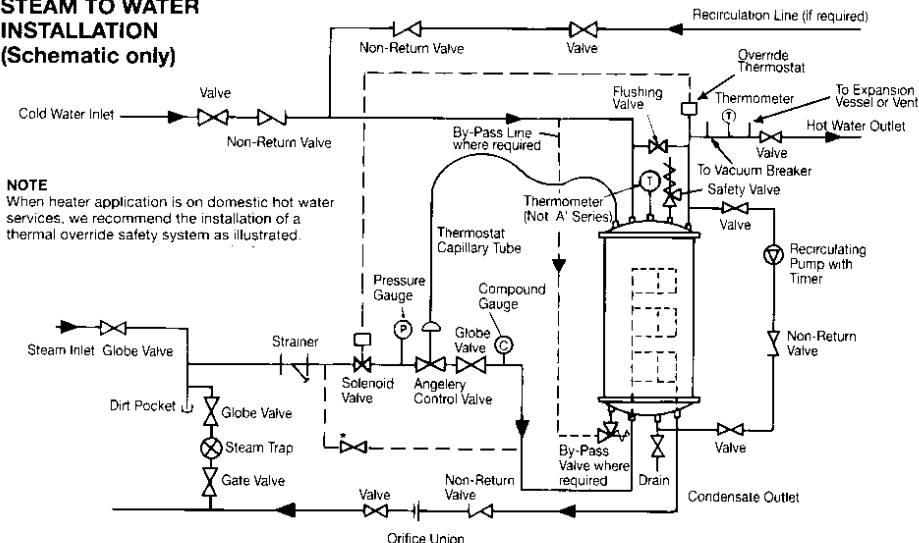 STEAM TO WATER
INSTALLATION
(Schematic only)
Recirculation Line (if required)
Non-Return Valve
Valve
Override
Thermostat
Valve
Flushing
Valve
Thermometer
To Expansion
Vessel or Vent
Cold Water Inlet
T
Hot Water Outlet
Non-Return Valve
By-Pass Line
where required
Valve
To Vacuum Breaker
NOTE
When heater application is on domestic hot water
services, we recommend the installation of a
thermal override safety system as illustrated.
T
Safety Valve
Thermometer
(Not 'A' Series)
Valve
Thermostat
Capillary Tube
Recirculating
Pump with
Timer
Pressure
Gauge
Compound
Gauge
P
Globe
Valve
C
Steam Inlet
Globe Valve
Strainer
Non-Return
Valve
Solenoid
Valve
Angelery
Control Valve
Dirt Pocket
Globe Valve
*
Steam Trap
Valve
By-Pass
Valve where
required
Gate Valve
Drain
Valve
Non-Return
Valve
Condensate Outlet
Orifice Union